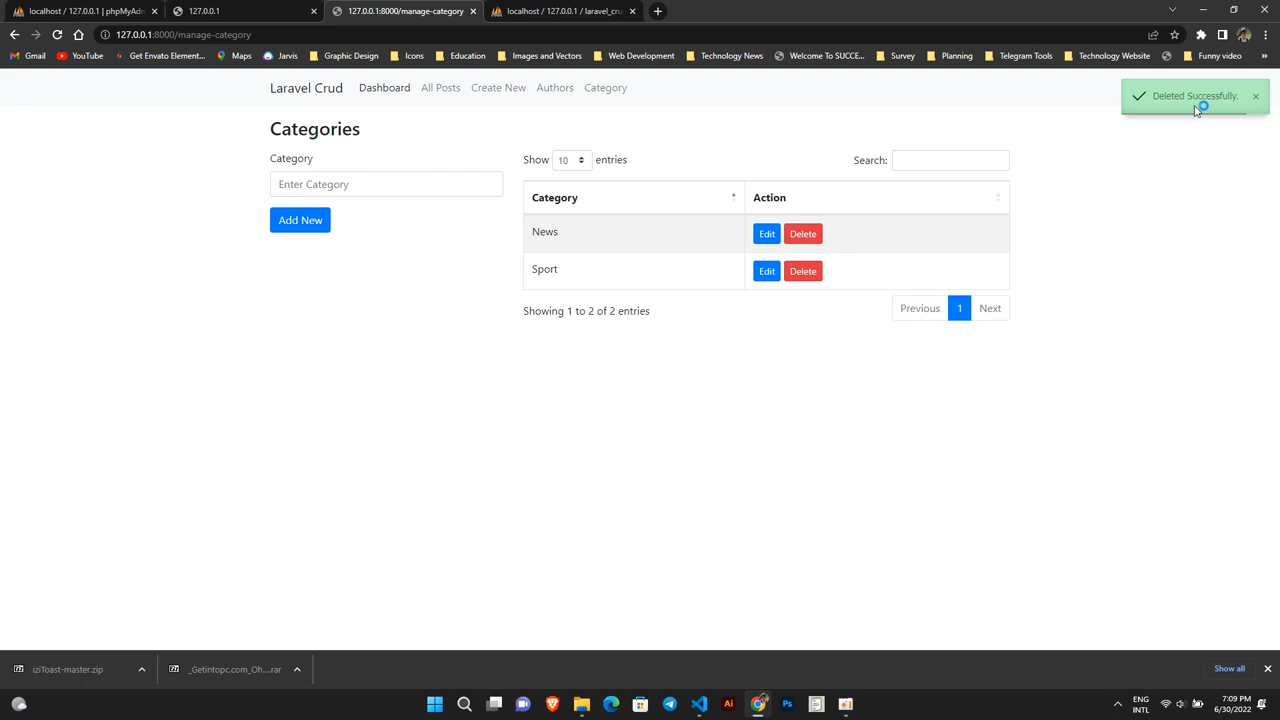 localhost / 127.0.0.1 | phpMyAdm
127.0.0.1
127.0.0.1:8000/manage-category
localhost / 127.0.0.1 / laravel_cru
127.0.0.1:8000/manage-category
Gmail
YouTube
Get Envato Element...
Maps
Jarvis
Graphic Design
Icons
Education
Images and Vectors
Web Development
Technology News
Welcome To SUCCE...
Survey
Planning
Telegram Tools
Technology Website
Funny video
»
Laravel Crud
Dashboard
All Posts
Create New
Authors
Category
Deleted Successfully.
Categories
Category
Enter Category
Add New
Show 10 entries
Search:
Category
Action
News
Edit
Delete
Sport
Edit
Delete
Showing 1 to 2 of 2 entries
Previous
1
Next
iziToast-master.zip
_Getintopc.com_Oh....rar
Show all
Ai
Ps
ENG
INTL
7:09 PM
6/30/2022